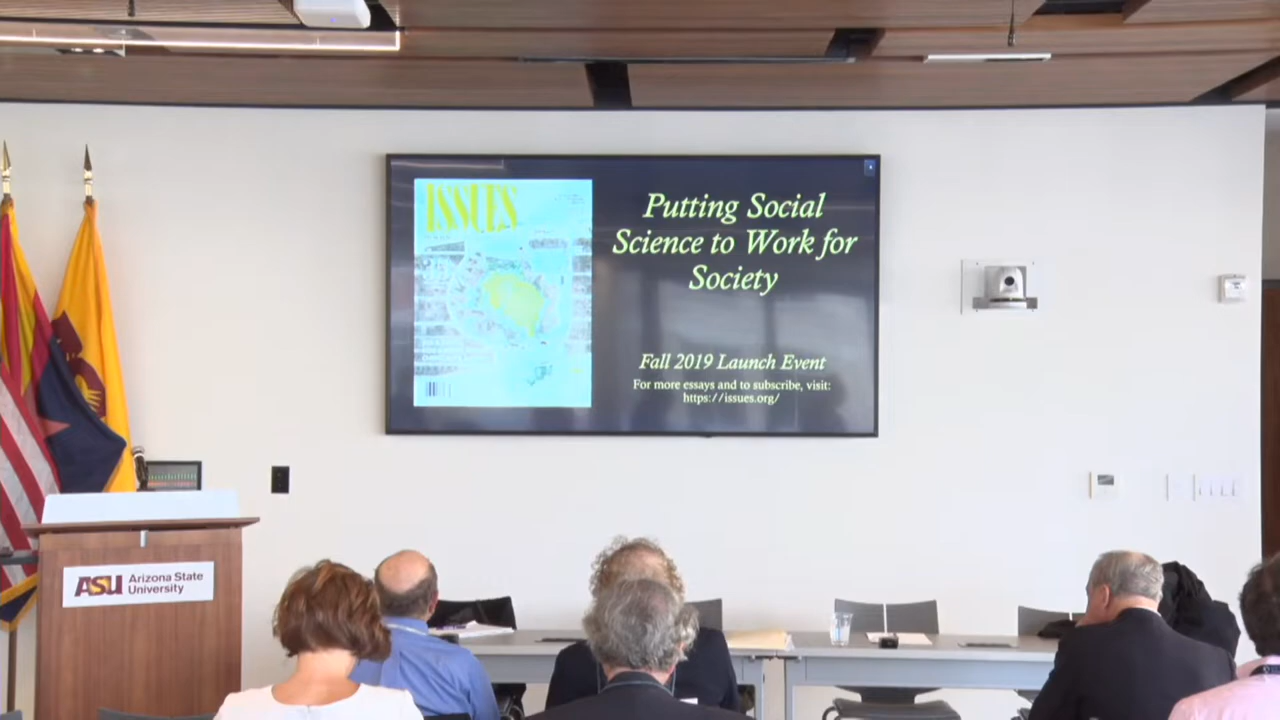 ISSUES
Putting Social
Science to Work for
Society
Fall 2019 Launch Event
For more essays and to subscribe, visit:
https://issues.org/
ASU Arizona State
University